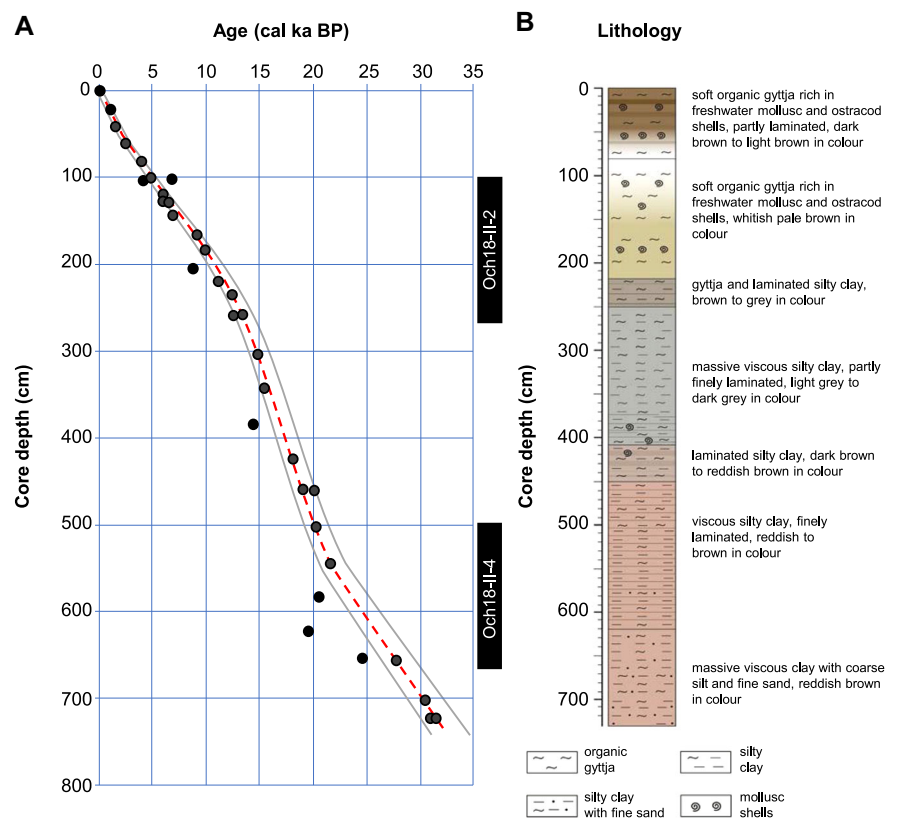 A
Age (cal ka BP)
0 5 10 15 20 25 30 35
0
100
200
300
400
500
600
700
800
Core depth (cm)
Och18-II-2
Och18-II-4
B
Lithology
0
100
200
300
400
500
600
700
Core depth (cm)
soft organic gyttja rich in
freshwater mollusc and ostracod
shells, partly laminated, dark
brown to light brown in colour
soft organic gyttja rich in
freshwater mollusc and ostracod
shells, whitish pale brown in
colour
gyttja and laminated silty clay,
brown to grey in colour
massive viscous silty clay, partly
finely laminated, light grey to
dark grey in colour
laminated silty clay, dark brown
to reddish brown in colour
viscous silty clay, finely
laminated, reddish to
brown in colour
massive viscous clay with coarse
silt and fine sand, reddish brown
in colour
organic
gyttja
silty
clay
silty clay
with fine sand
mollusc
shells